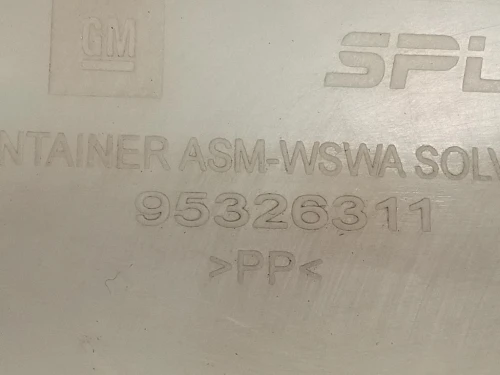 GM SPL
NTAINER ASM-WSWA SOLV
95326311
>PP<